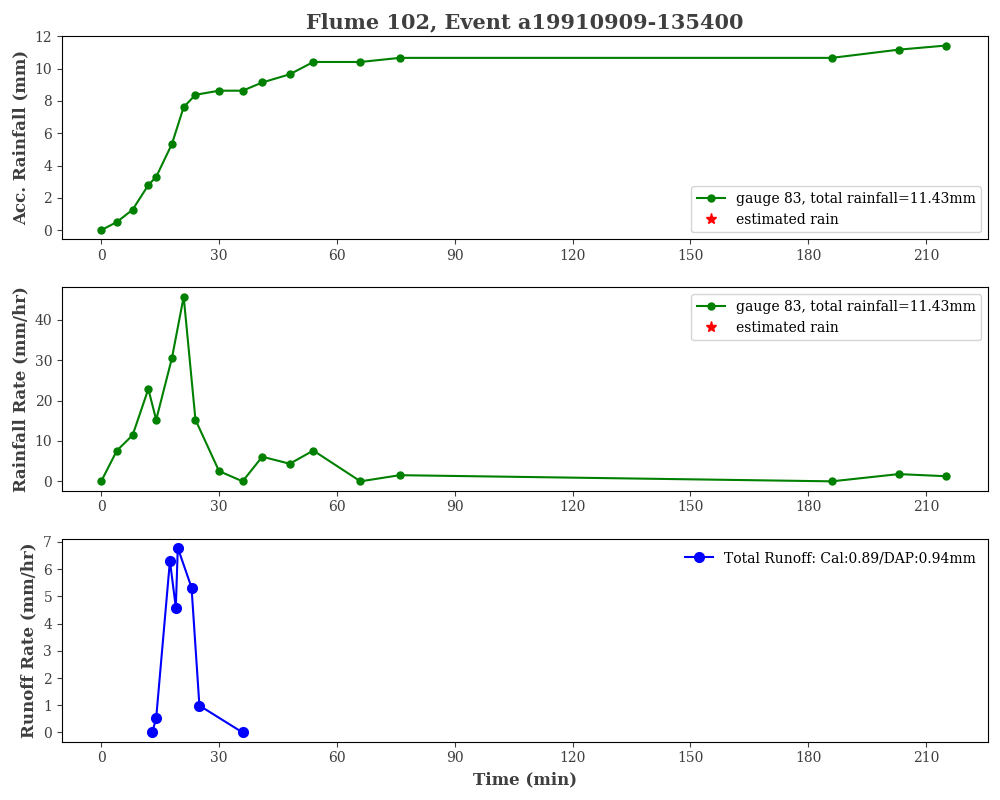 Flume 102, Event a19910909-135400
Acc. Rainfall (mm)
12
10
8
6
4
2
0
gauge 83, total rainfall=11.43mm
estimated rain
0 30 60 90 120 150 180 210
Rainfall Rate (mm/hr)
40
30
20
10
0
gauge 83, total rainfall=11.43mm
estimated rain
0 30 60 90 120 150 180 210
Runoff Rate (mm/hr)
7
6
5
4
3
2
1
0
Total Runoff: Cal:0.89/DAP:0.94mm
0 30 60 90 120 150 180 210
Time (min)